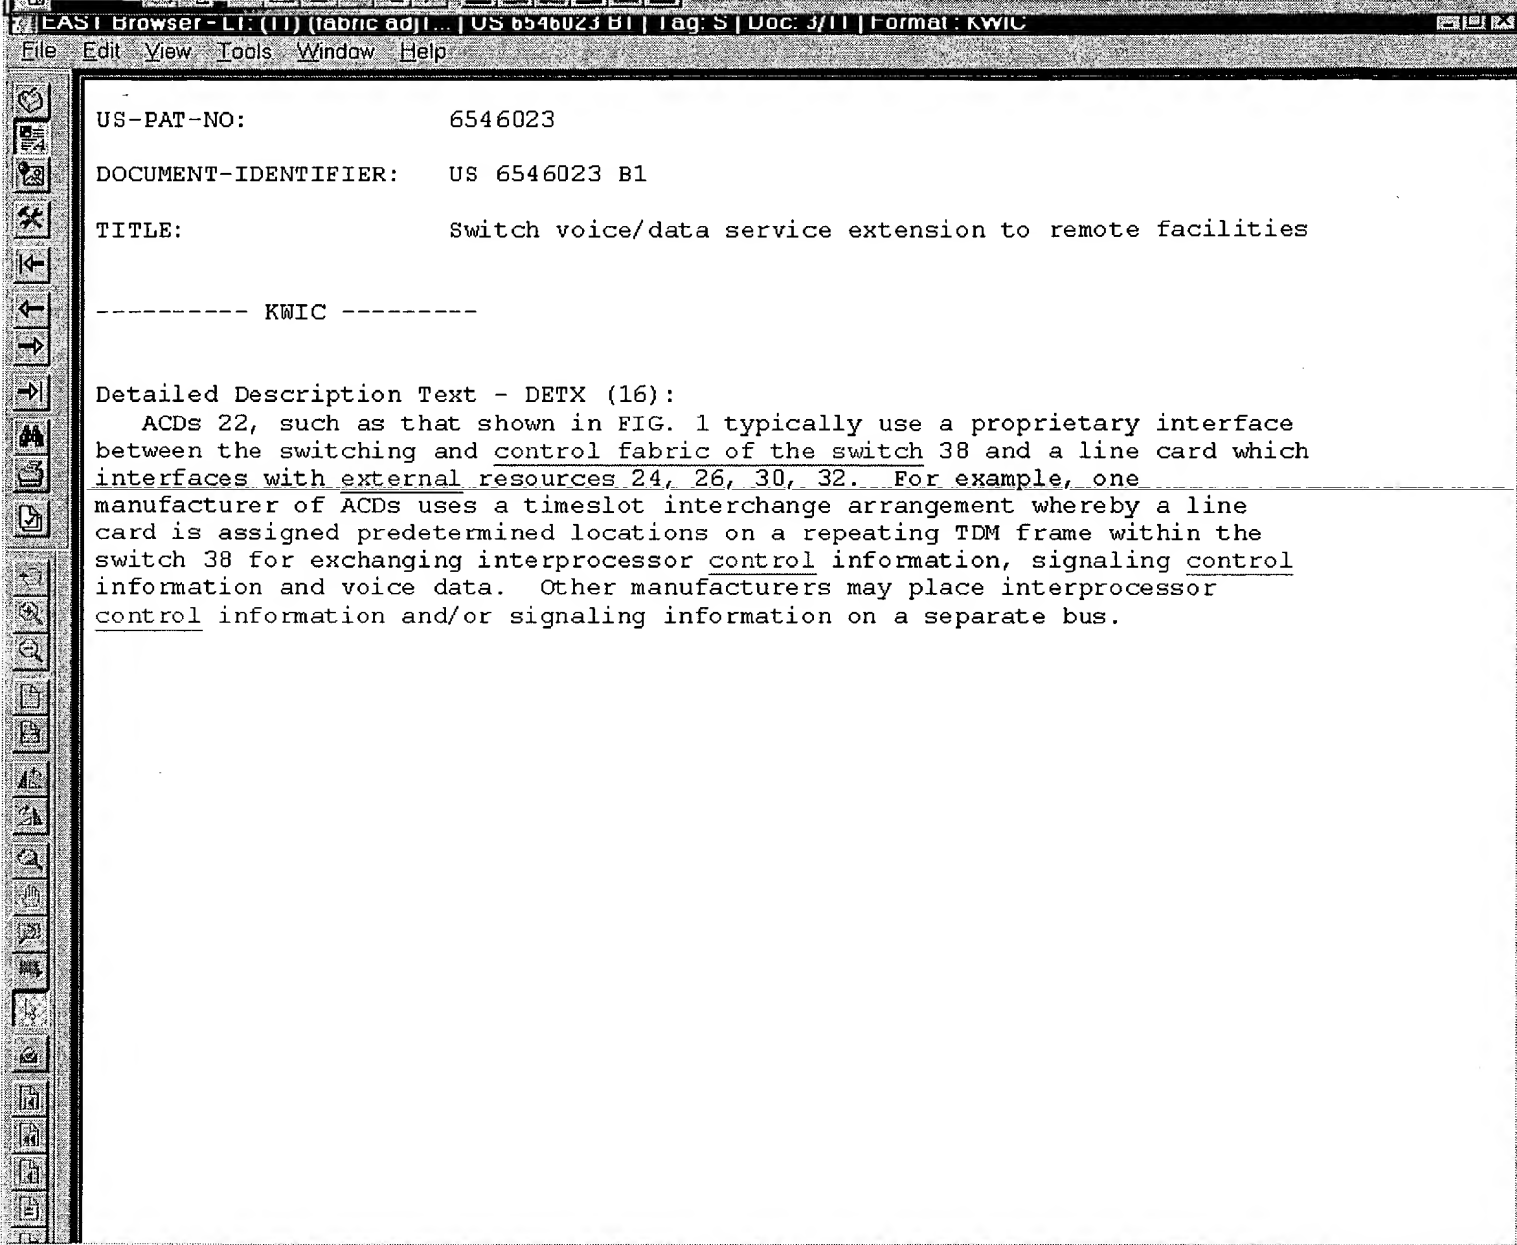 EAST Browser - L1: (11) (fabric adj1... | US 6546023 B1 | Tag: S | Doc: 3/11 | Format : KWIC
File Edit View Tools Window Help
US-PAT-NO: 6546023
DOCUMENT-IDENTIFIER: US 6546023 B1
TITLE: Switch voice/data service extension to remote facilities
---------- KWIC ---------
Detailed Description Text - DETX (16):
ACDs 22, such as that shown in FIG. 1 typically use a proprietary interface
between the switching and control fabric of the switch 38 and a line card which
interfaces with external resources 24, 26, 30, 32. For example, one
manufacturer of ACDs uses a timeslot interchange arrangement whereby a line
card is assigned predetermined locations on a repeating TDM frame within the
switch 38 for exchanging interprocessor control information, signaling control
information and voice data. Other manufacturers may place interprocessor
control information and/or signaling information on a separate bus.